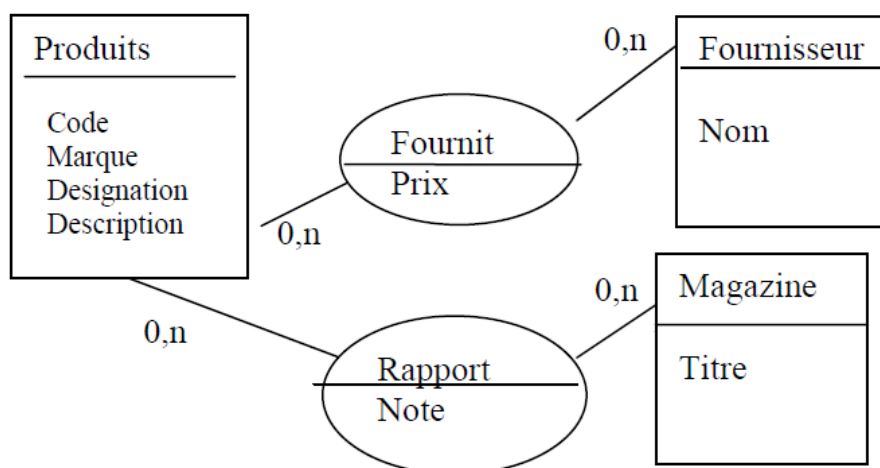 Produits
Code
Marque
Designation
Description
0,n
Fournit
Prix
0,n
Fournisseur
Nom
0,n
Rapport
Note
0,n
Magazine
Titre